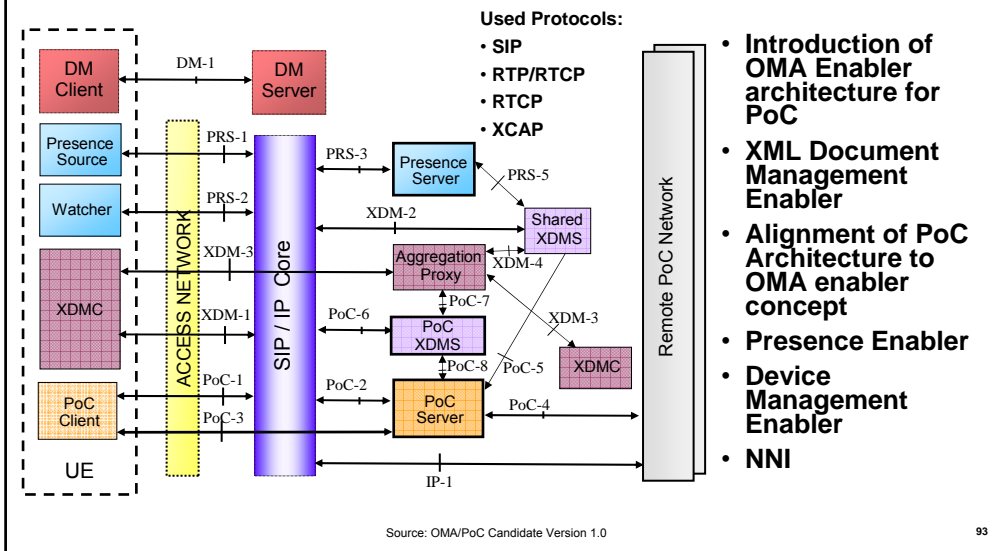 Used Protocols:
• SIP
• RTP/RTCP
• RTCP
• XCAP
DM
Client
DM-1
DM
Server
Presence
Source
PRS-1
PRS-3
Presence
Server
PRS-5
Watcher
PRS-2
XDM-2
Shared
XDMS
XDM-3
Aggregation
Proxy
XDM-4
XDMC
PoC-7
XDM-1
PoC-6
PoC
XDMS
XDM-3
PoC-8
PoC-5
XDMC
PoC-1
PoC-2
PoC
Client
PoC-3
PoC
Server
PoC-4
UE
IP-1
ACCESS NETWORK
SIP / IP Core
Remote PoC Network
• Introduction of
OMA Enabler
architecture for
PoC
• XML Document
Management
Enabler
• Alignment of PoC
Architecture to
OMA enabler
concept
• Presence Enabler
• Device
Management
Enabler
• NNI
Source: OMA/PoC Candidate Version 1.0
93